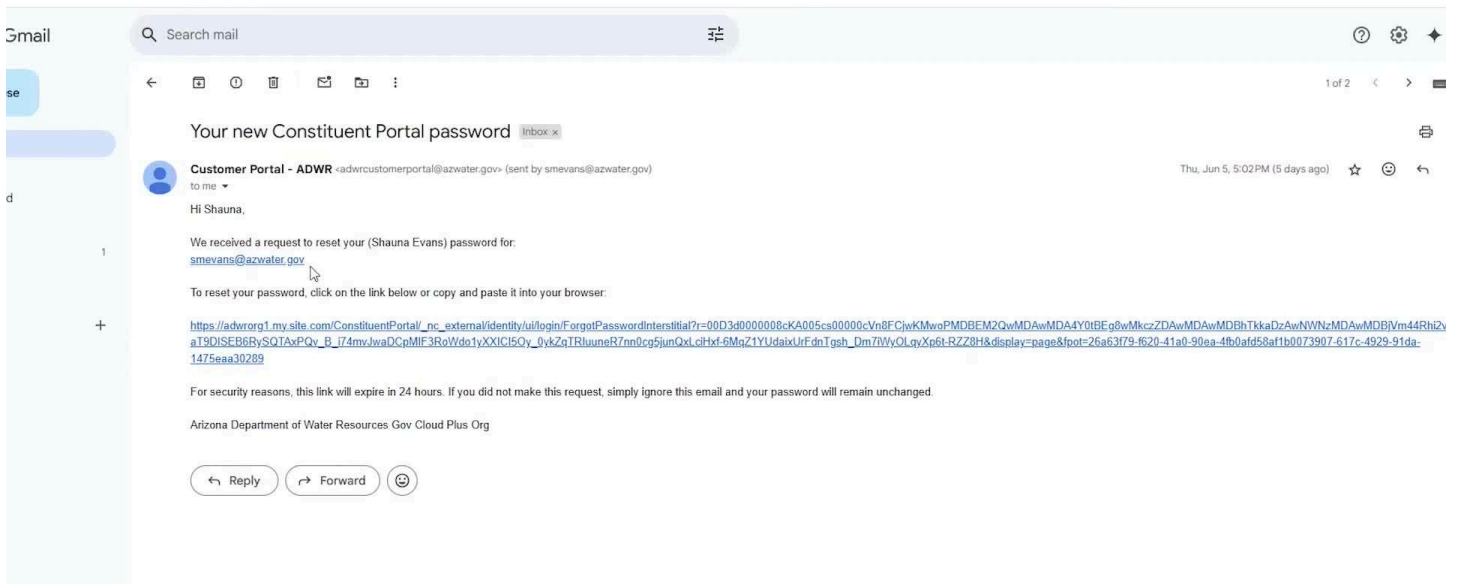 Gmail
Search mail
se
1 of 2
Your new Constituent Portal password Inbox x
Customer Portal - ADWR <adwrcustomerportal@azwater.gov> (sent by smevans@azwater.gov)
Thu, Jun 5, 5:02 PM (5 days ago)
to me
Hi Shauna,
d
We received a request to reset your (Shauna Evans) password for:
1
smevans@azwater.gov
To reset your password, click on the link below or copy and paste it into your browser:
https://adwrorg1.my.site.com/ConstituentPortal/_nc_external/identity/ui/login/ForgotPasswordInterstitial?r=00D3d0000008cKA005cs00000cVn8FCjwKMwoPMDBEM2QwMDAwMDA4Y0tBEg8wMkczZDAwMDAwMDBhTkkaDzAwNWNzMDAwMDBjVm44Rhi2v
aT9DISEB6RySQTAxPQv_B_i74mvJwaDCpMIF3RoWdo1yXXICI5Oy_0ykZqTRIuuneR7nn0cg5junQxLciHxf-6MqZ1YUdaixUrFdnTgsh_Dm7iWyOLqyXp6t-RZZ8H&display=page&fpot=26a63f79-f620-41a0-90ea-4fb0afd58af1b0073907-617c-4929-91da-
1475eaa30289
For security reasons, this link will expire in 24 hours. If you did not make this request, simply ignore this email and your password will remain unchanged.
Arizona Department of Water Resources Gov Cloud Plus Org
Reply
Forward